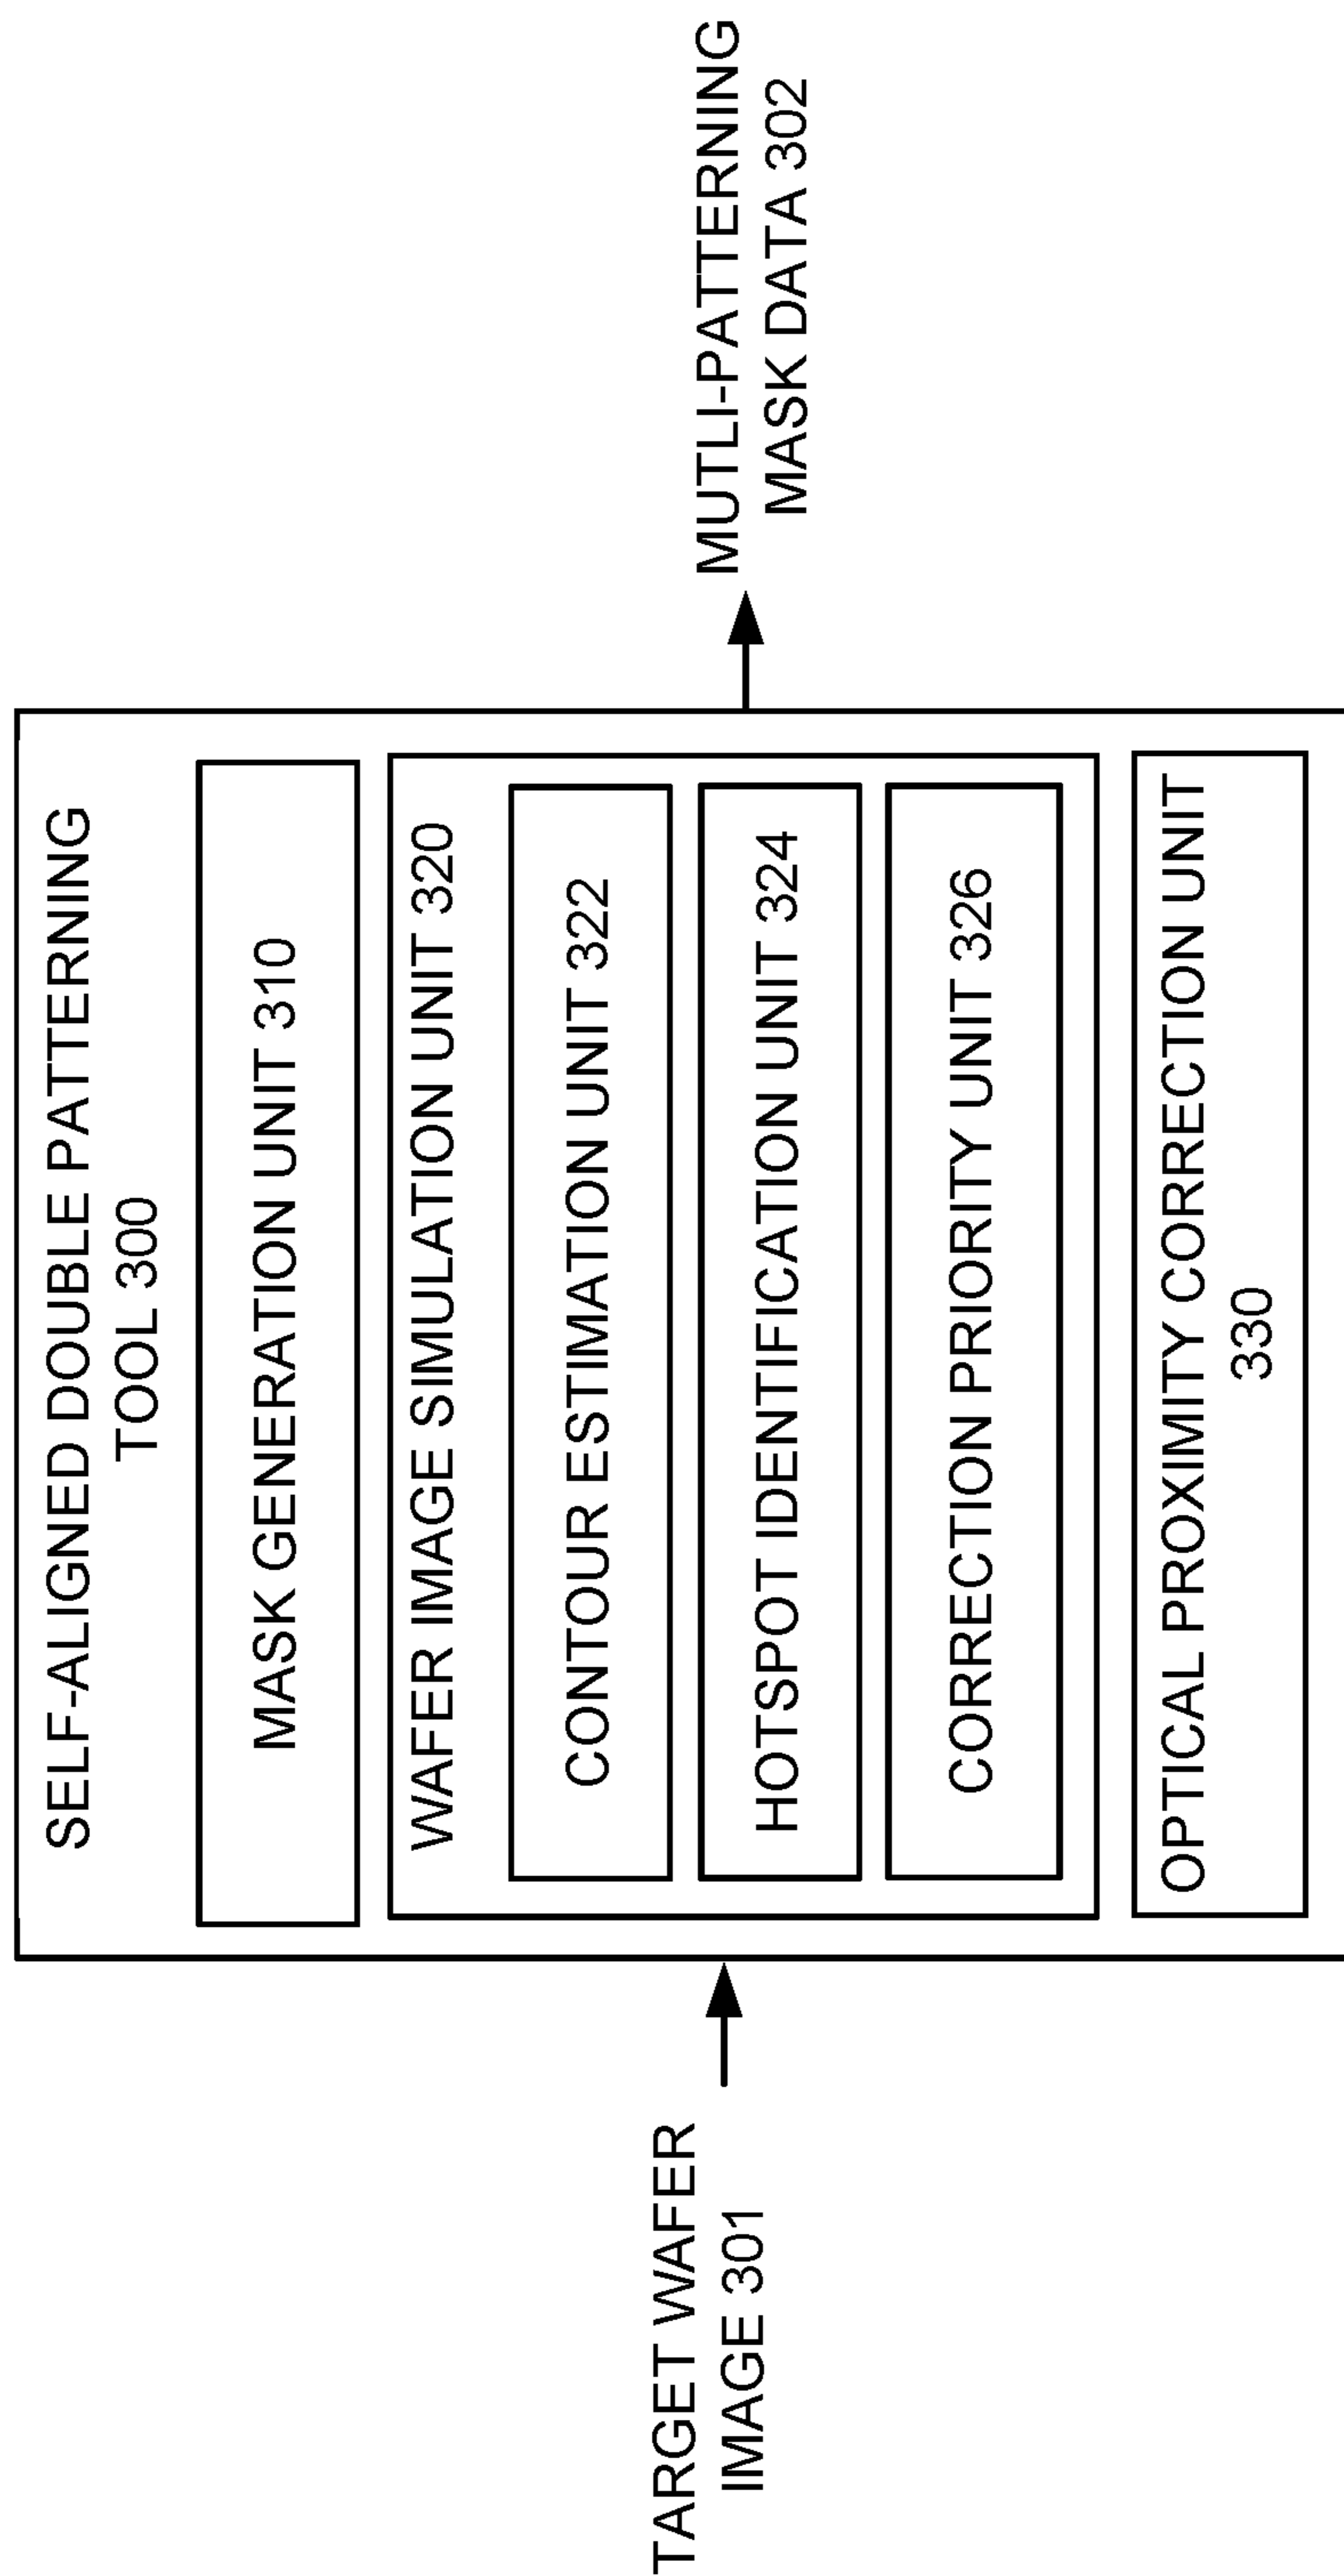 SELF-ALIGNED DOUBLE PATTERNING
TOOL 300
MASK GENERATION UNIT 310
WAFER IMAGE SIMULATION UNIT 320
CONTOUR ESTIMATION UNIT 322
HOTSPOT IDENTIFICATION UNIT 324
CORRECTION PRIORITY UNIT 326
OPTICAL PROXIMITY CORRECTION UNIT
330
TARGET WAFER
IMAGE 301
MUTLI-PATTERNING
MASK DATA 302